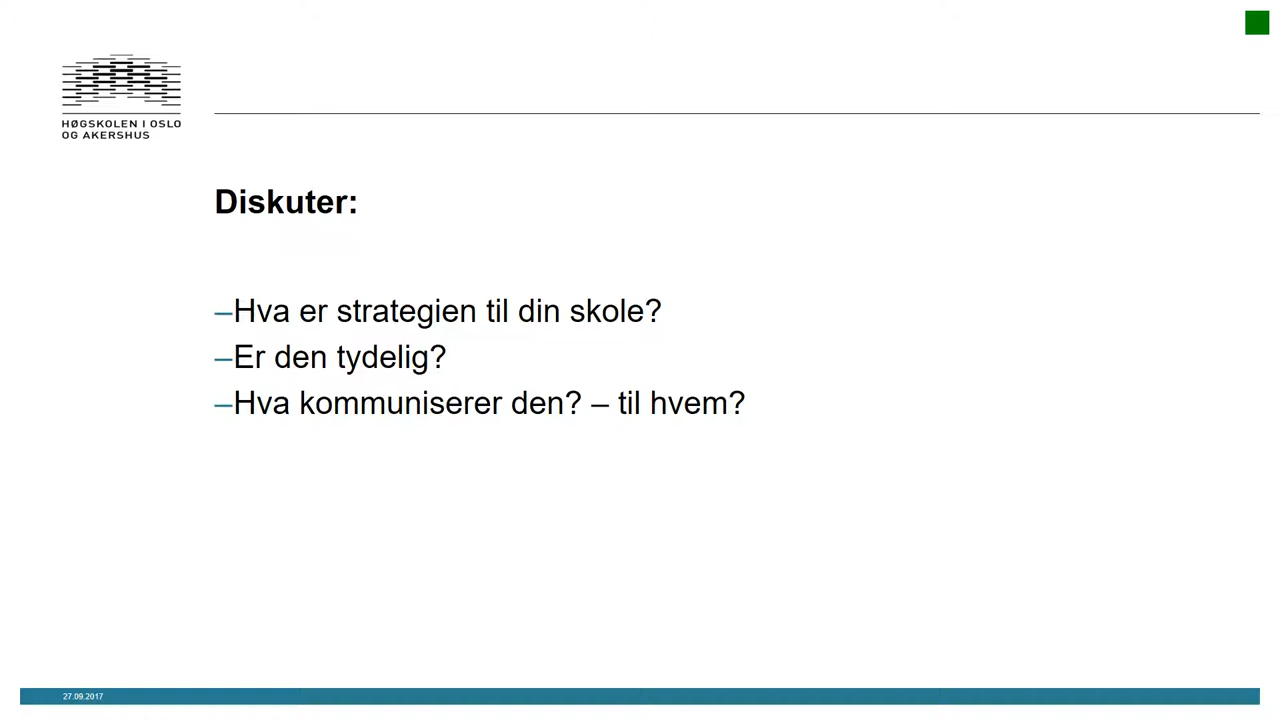 HØGSKOLEN I OSLO
OG AKERSHUS
Diskuter:
–Hva er strategien til din skole?
–Er den tydelig?
–Hva kommuniserer den? – til hvem?
27.09.2017